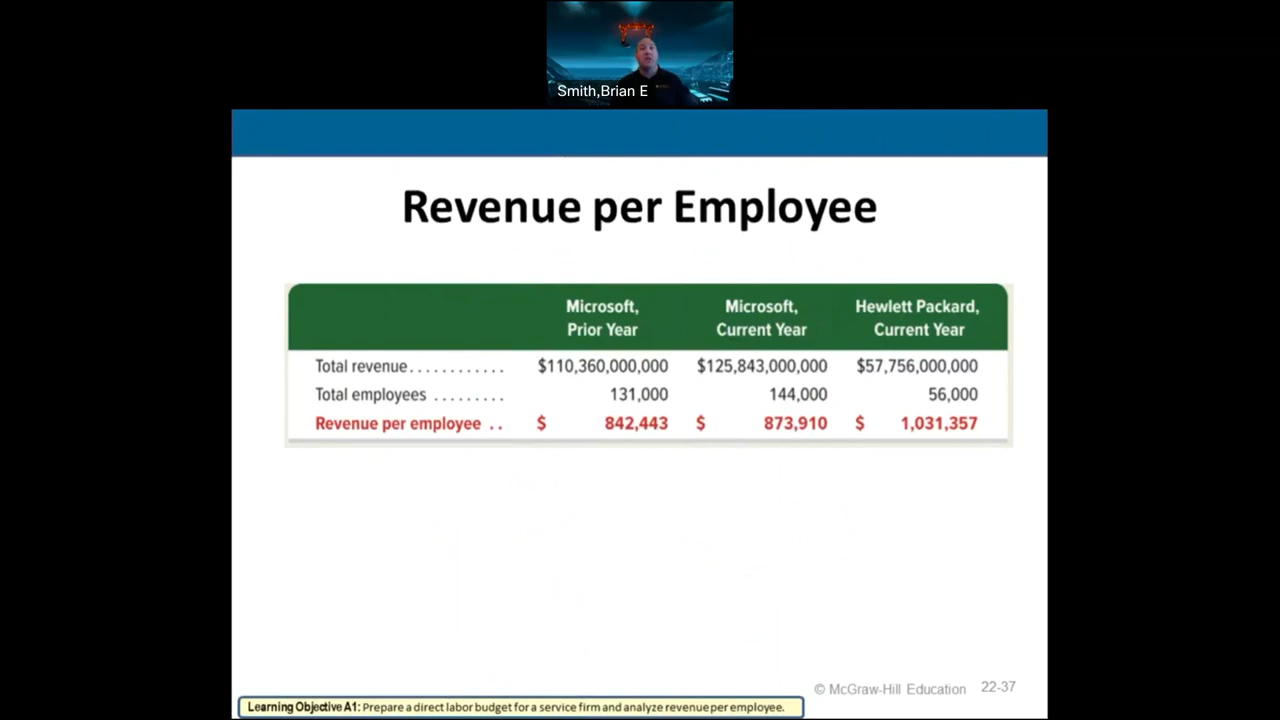 Smith,Brian E
Revenue per Employee
Microsoft, Prior Year Microsoft, Current Year Hewlett Packard, Current Year
Total revenue............ $110,360,000,000 $125,843,000,000 $57,756,000,000
Total employees ......... 131,000 144,000 56,000
Revenue per employee .. $ 842,443 $ 873,910 $ 1,031,357
© McGraw-Hill Education 22-37
Learning Objective A1: Prepare a direct labor budget for a service firm and analyze revenue per employee.